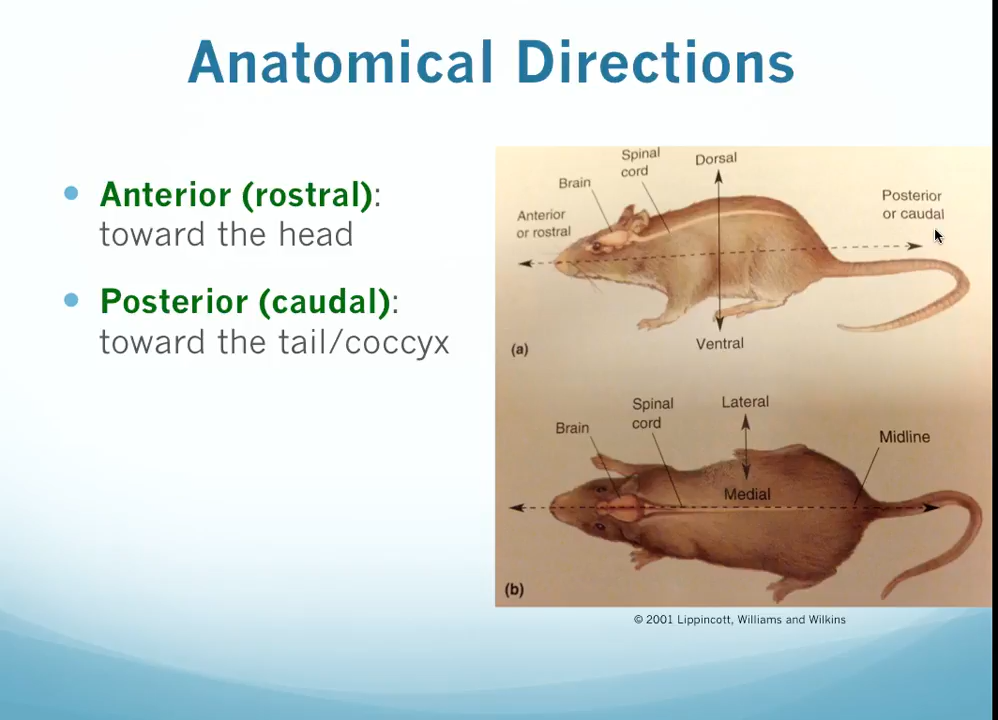 Anatomical Directions
Anterior (rostral):
toward the head
Posterior (caudal):
toward the tail/coccyx
Spinal
cord
Dorsal
Brain
Posterior
or caudal
Anterior
or rostral
(a)
Ventral
Spinal
cord
Lateral
Brain
Midline
Medial
(b)
© 2001 Lippincott, Williams and Wilkins